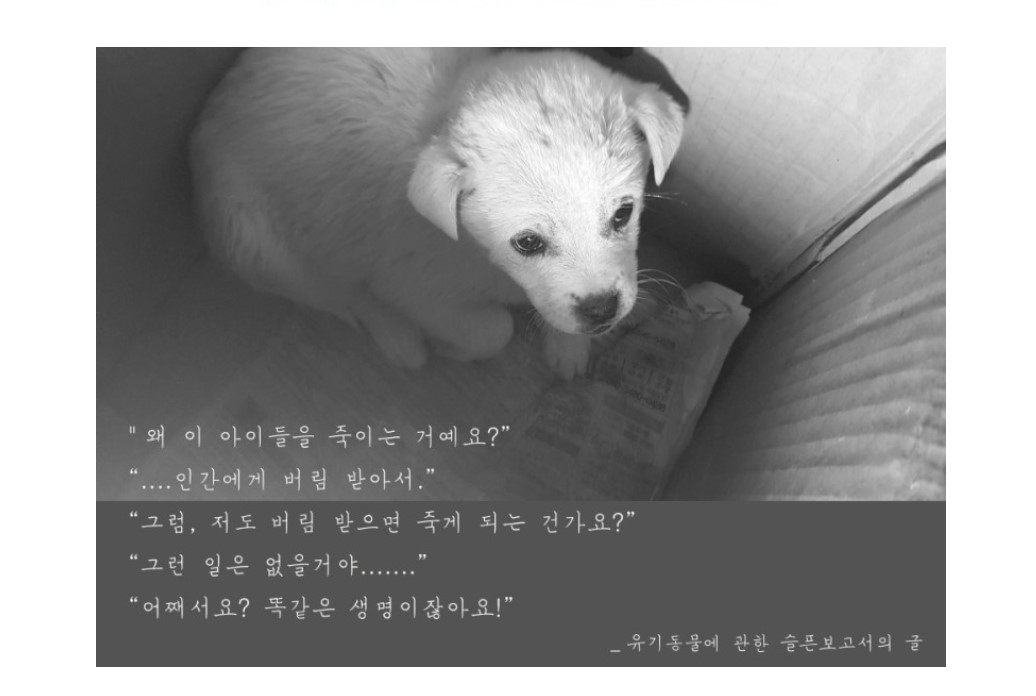 " 왜 이 아이들을 죽이는 거예요?”
“....인간에게 버림 받아서.”
“그럼, 저도 버림 받으면 죽게 되는 건가요?”
“그런 일은 없을거야.......”
“어째서요? 똑같은 생명이잖아요!”
_유기동물에 관한 슬픈보고서의 글